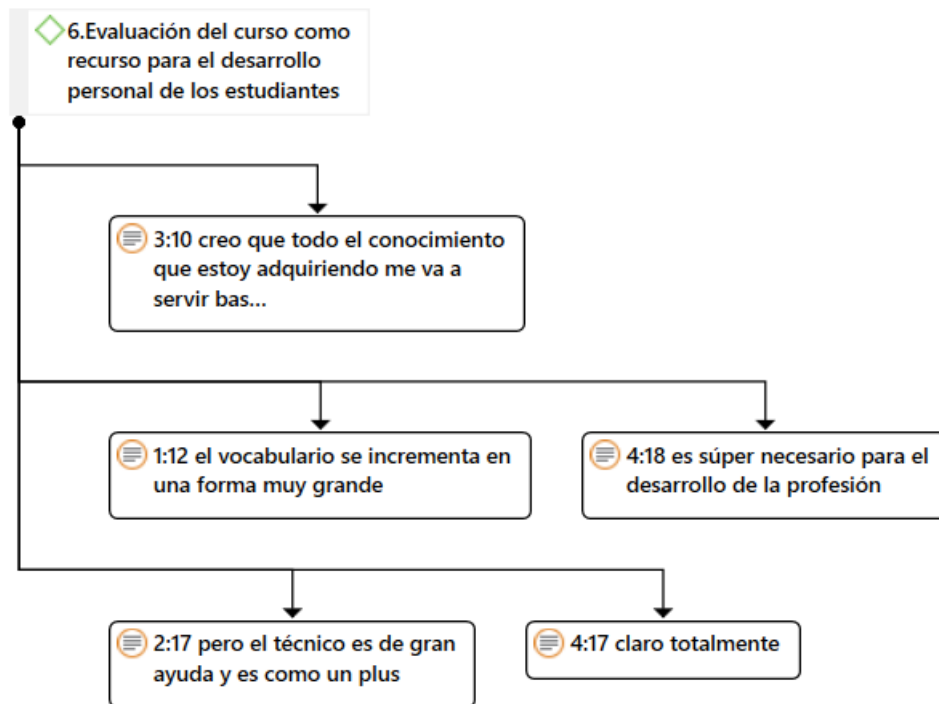 6.Evaluación del curso como
recurso para el desarrollo
personal de los estudiantes
3:10 creo que todo el conocimiento
que estoy adquiriendo me va a
servir bas...
1:12 el vocabulario se incrementa en
una forma muy grande
4:18 es súper necesario para el
desarrollo de la profesión
2:17 pero el técnico es de gran
ayuda y es como un plus
4:17 claro totalmente